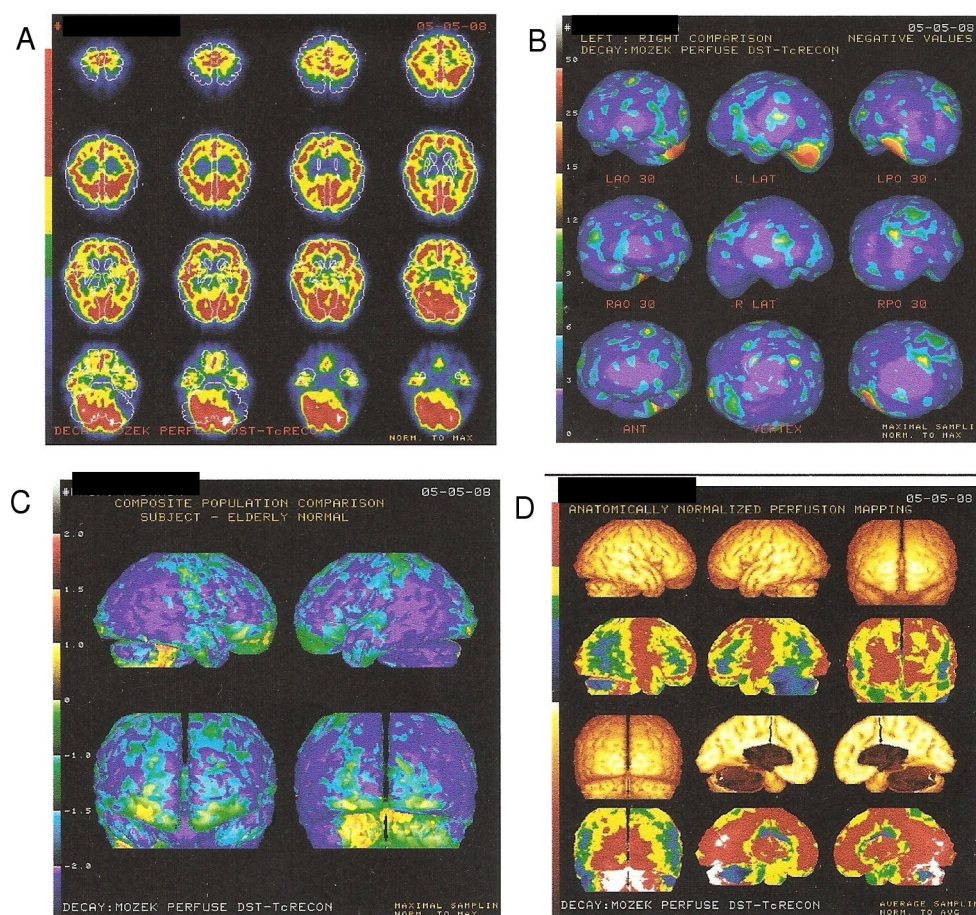 A
#
05-05-08
DECAY:MOZEK PERFUSE DST-TcRECON
NORM. TO MAX
B
#
05-05-08
LEFT : RIGHT COMPARISON
NEGATIVE VALUES
DECAY:MOZEK PERFUSE DST-TcRECON
50
25
15
12
9
6
3
0
LAO 30
L LAT
LPO 30
RAO 30
R LAT
RPO 30
ANT
VERTEX
MAXIMAL SAMPLIN
NORM. TO MAX
C
#
05-05-08
COMPOSITE POPULATION COMPARISON
SUBJECT - ELDERLY NORMAL
2.0
1.5
1.0
0
-1.0
-1.5
-2.0
DECAY:MOZEK PERFUSE DST-TcRECON
MAXIMAL SAMPLIN
NORM. TO MAX
D
05-05-08
ANATOMICALLY NORMALIZED PERFUSION MAPPING
DECAY:MOZEK PERFUSE DST-TcRECON
AVERAGE SAMPLIN
NORM. TO AVG